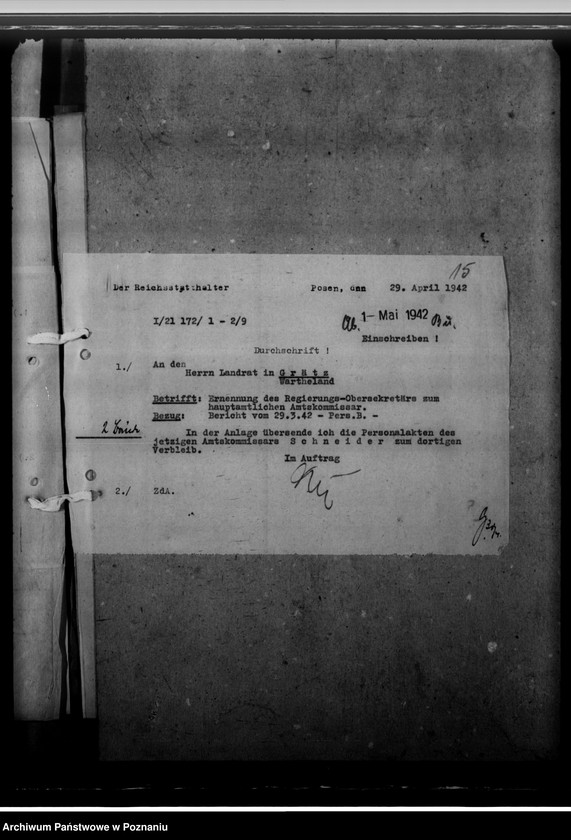 15
Der Reichsstatthalter Posen, den 29. April 1942
I/21 172/ 1 - 2/9 Ab. 1- Mai 1942
Einschreiben !
Durchschrift !
1./ An den
Herrn Landrat in G r ä t z
Wartheland
Betrifft: Ernennung des Regierungs-Obersekretärs zum
hauptamtlichen Amtskommissar.
Bezug: Bericht vom 29.3.42 - Pers.B. -
2
In der Anlage übersende ich die Personalakten des
jetzigen Amtskommissars S c h n e i d e r zum dortigen
Verbleib.
Im Auftrag
2./ ZdA.
Archiwum Państwowe w Poznaniu